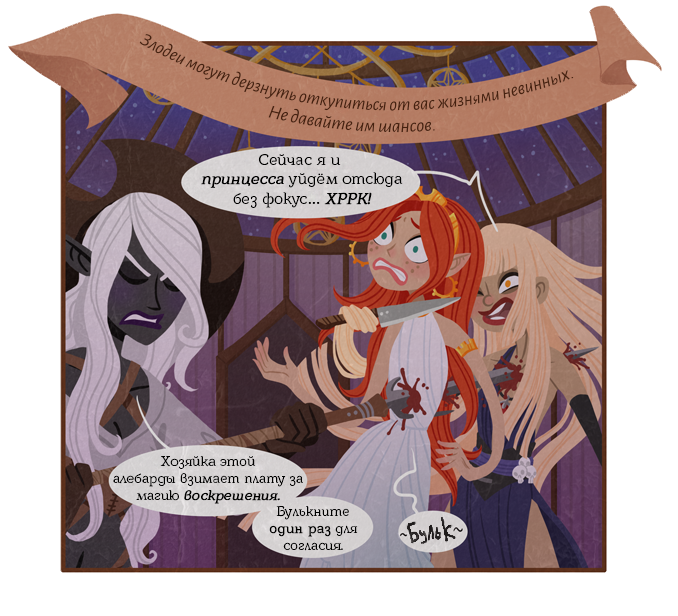 Злодеи могут дерзнуть откупиться от вас жизнями невинных.
Не давайте им шансов.
Сейчас я и
принцесса уйдём отсюда
без фокус... ХРРК!
Хозяйка этой
алебарды взимает плату за
магию воскрешения.
Булькните
один раз для
согласия.
~Бульк~